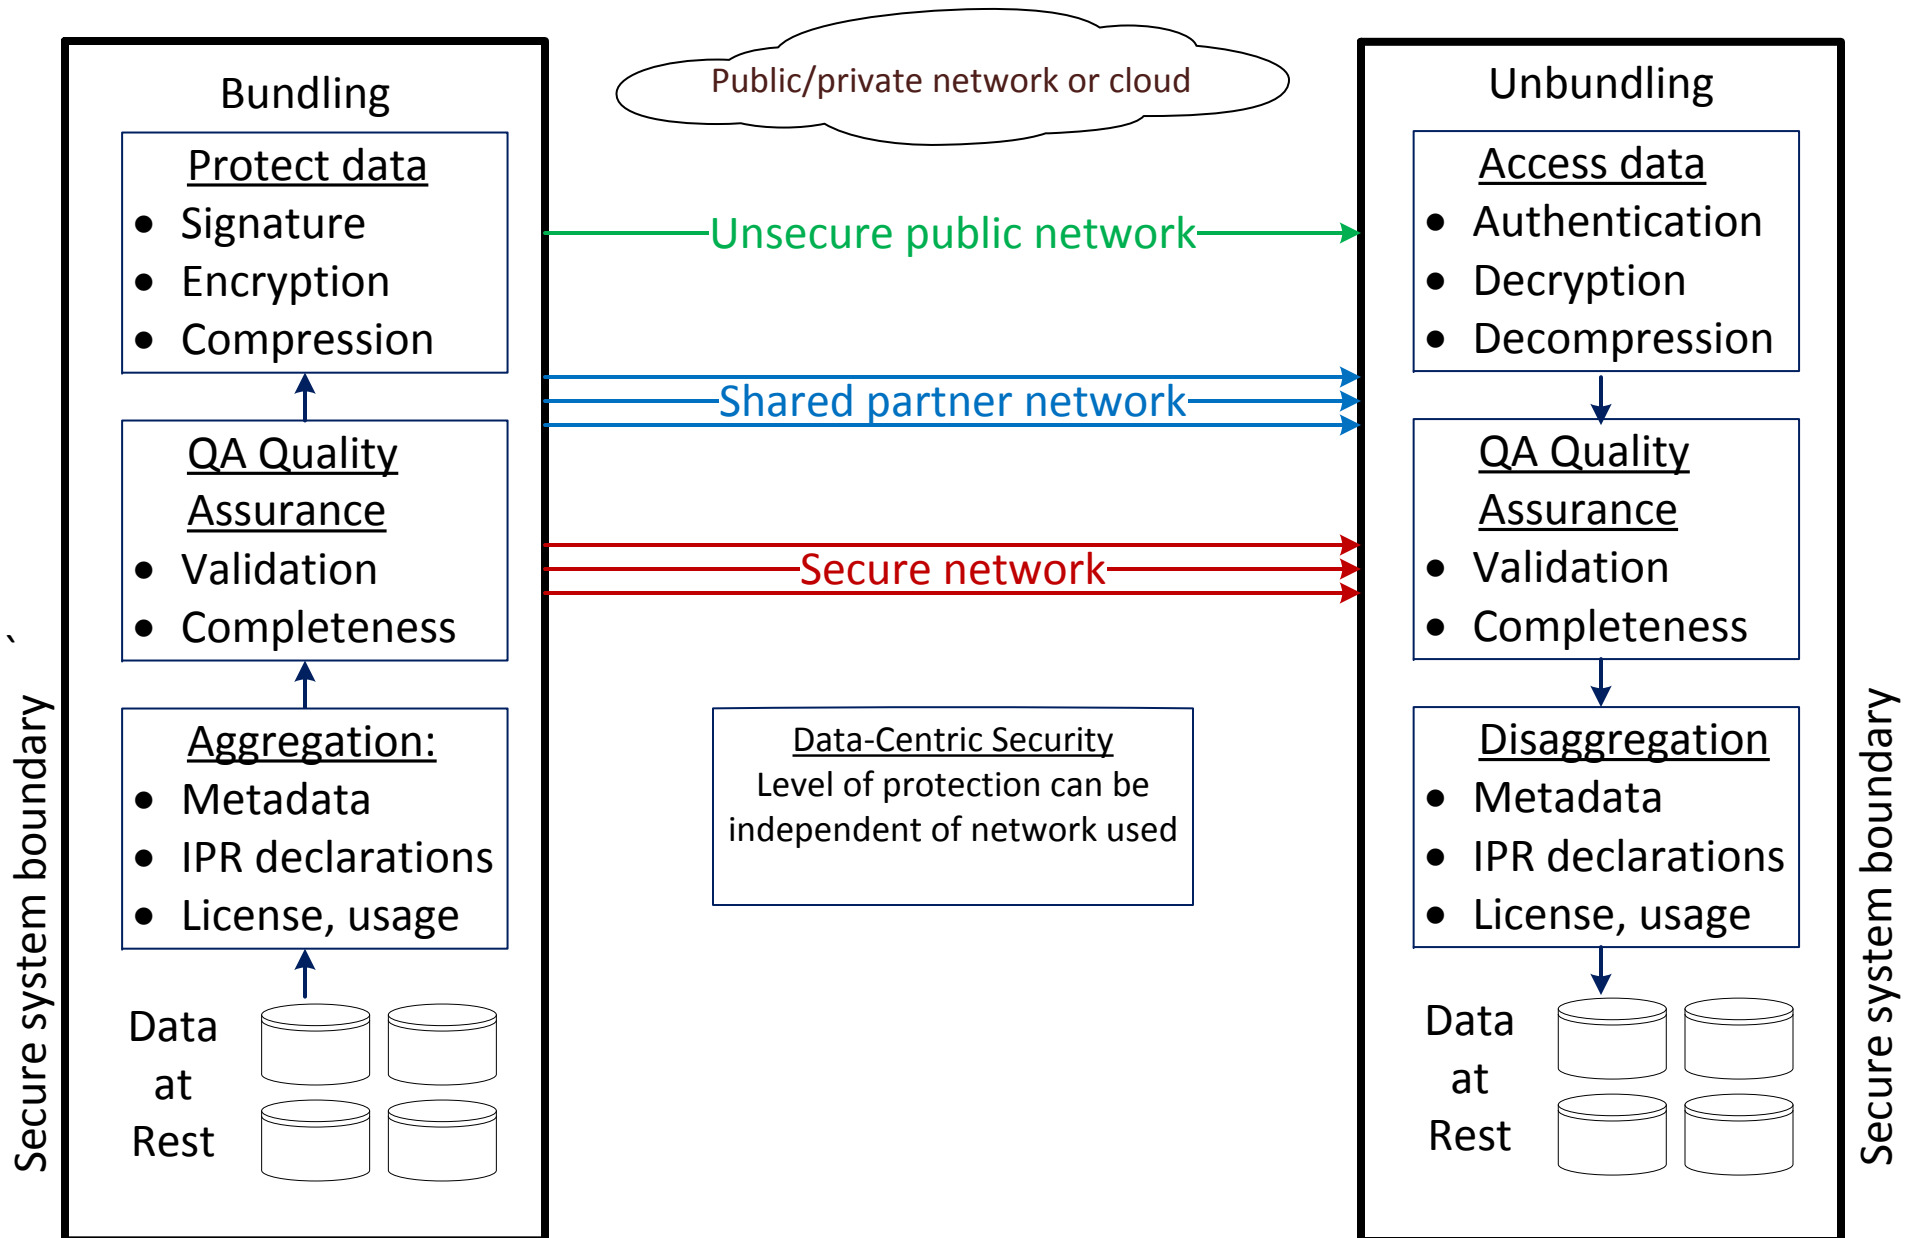 Bundling
Protect data
• Signature
• Encryption
• Compression
QA Quality
Assurance
• Validation
• Completeness
Aggregation:
• Metadata
• IPR declarations
• License, usage
Data
at
Rest
`
Secure system boundary
Public/private network or cloud
Unsecure public network
Shared partner network
Secure network
Data-Centric Security
Level of protection can be
independent of network used
Unbundling
Access data
• Authentication
• Decryption
• Decompression
QA Quality
Assurance
• Validation
• Completeness
Disaggregation
• Metadata
• IPR declarations
• License, usage
Data
at
Rest
Secure system boundary